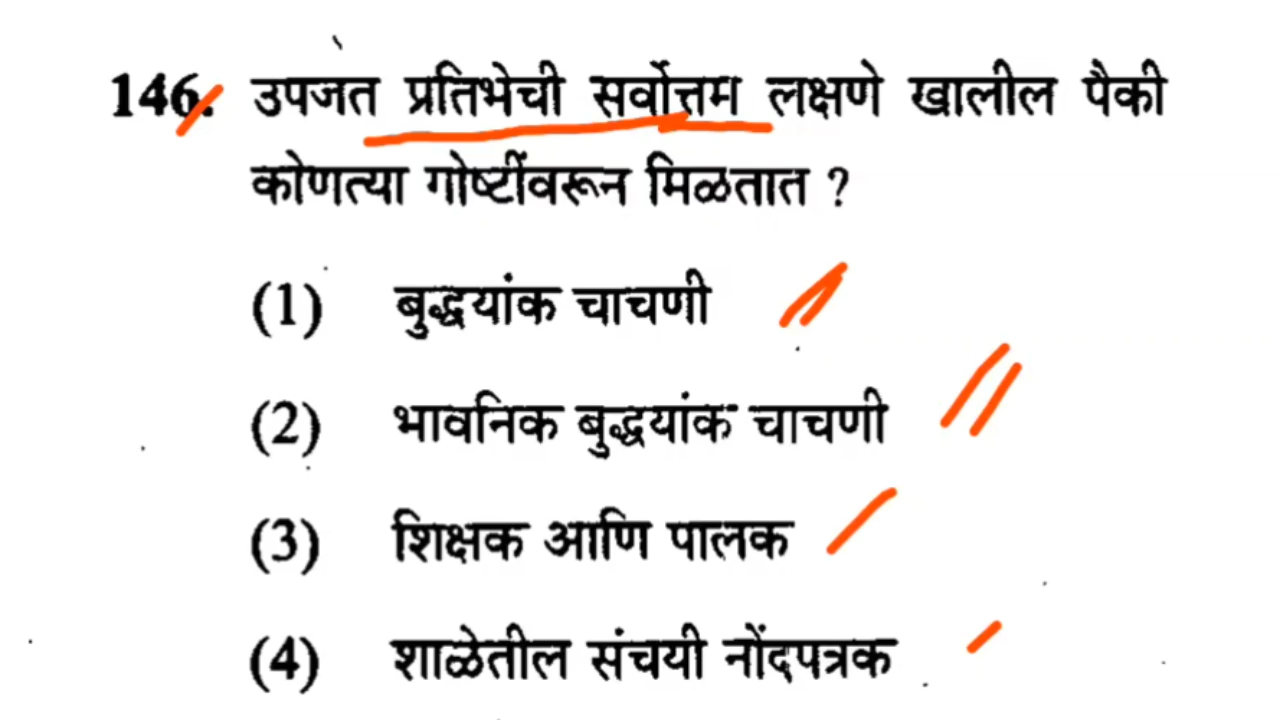 146. उपजत प्रतिभेची सर्वोत्तम लक्षणे खालील पैकी
कोणत्या गोष्टींवरून मिळतात ?
(1) बुद्धयांक चाचणी
(2) भावनिक बुद्धयांक चाचणी
(3) शिक्षक आणि पालक
(4) शाळेतील संचयी नोंदपत्रक